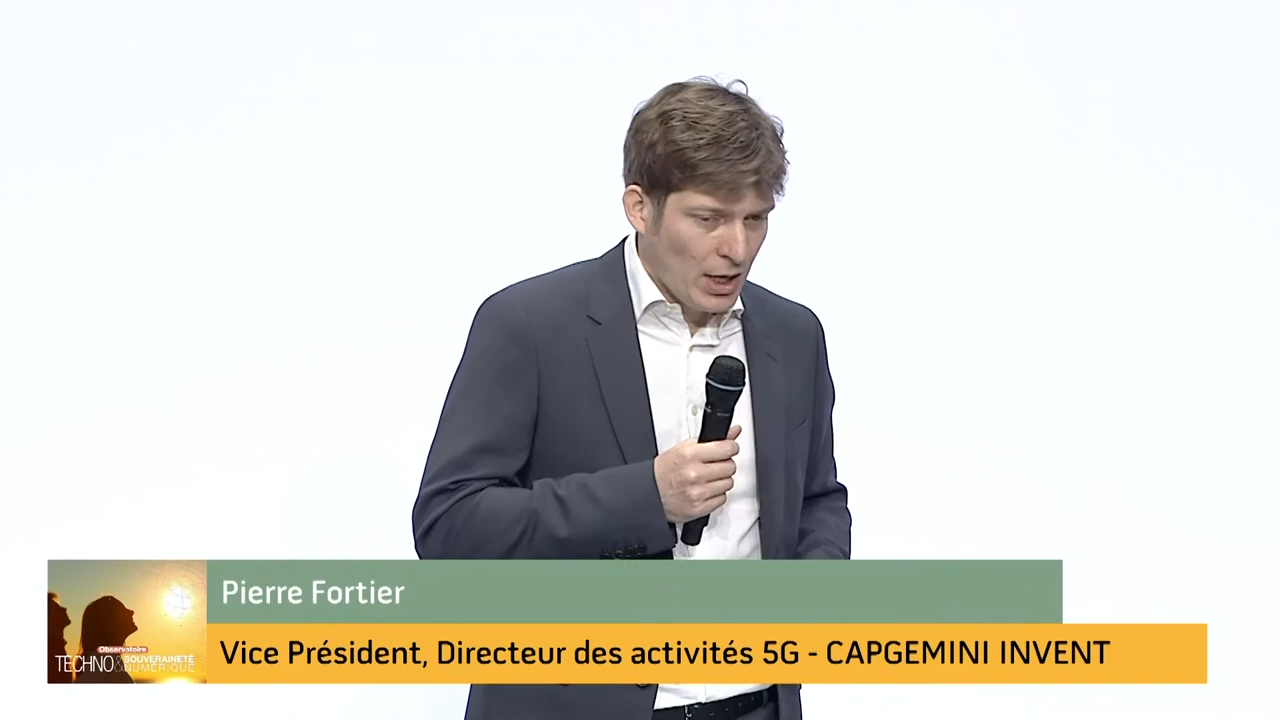 Pierre Fortier
Vice Président, Directeur des activités 5G - CAPGEMINI INVENT
Observatoire
TECHNO& SOUVERAINETÉ
NUMÉRIQUE